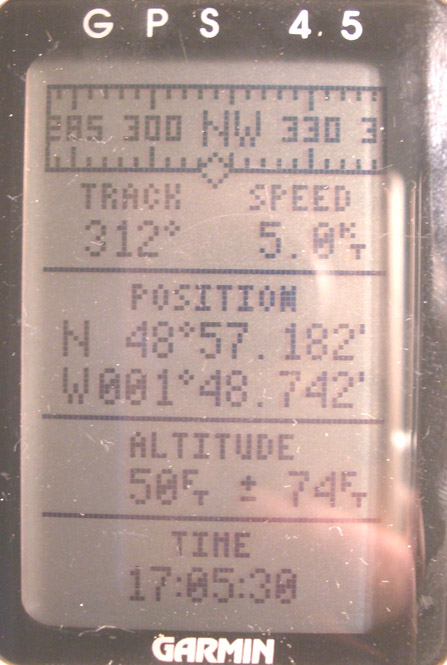 GPS 4.5
285 300 NW 330 3
TRACK SPEED
312° 5.0KT
POSITION
N 48°57.182'
W001°48.742'
ALTITUDE
50FT ± 74FT
TIME
17:05:30
GARMIN